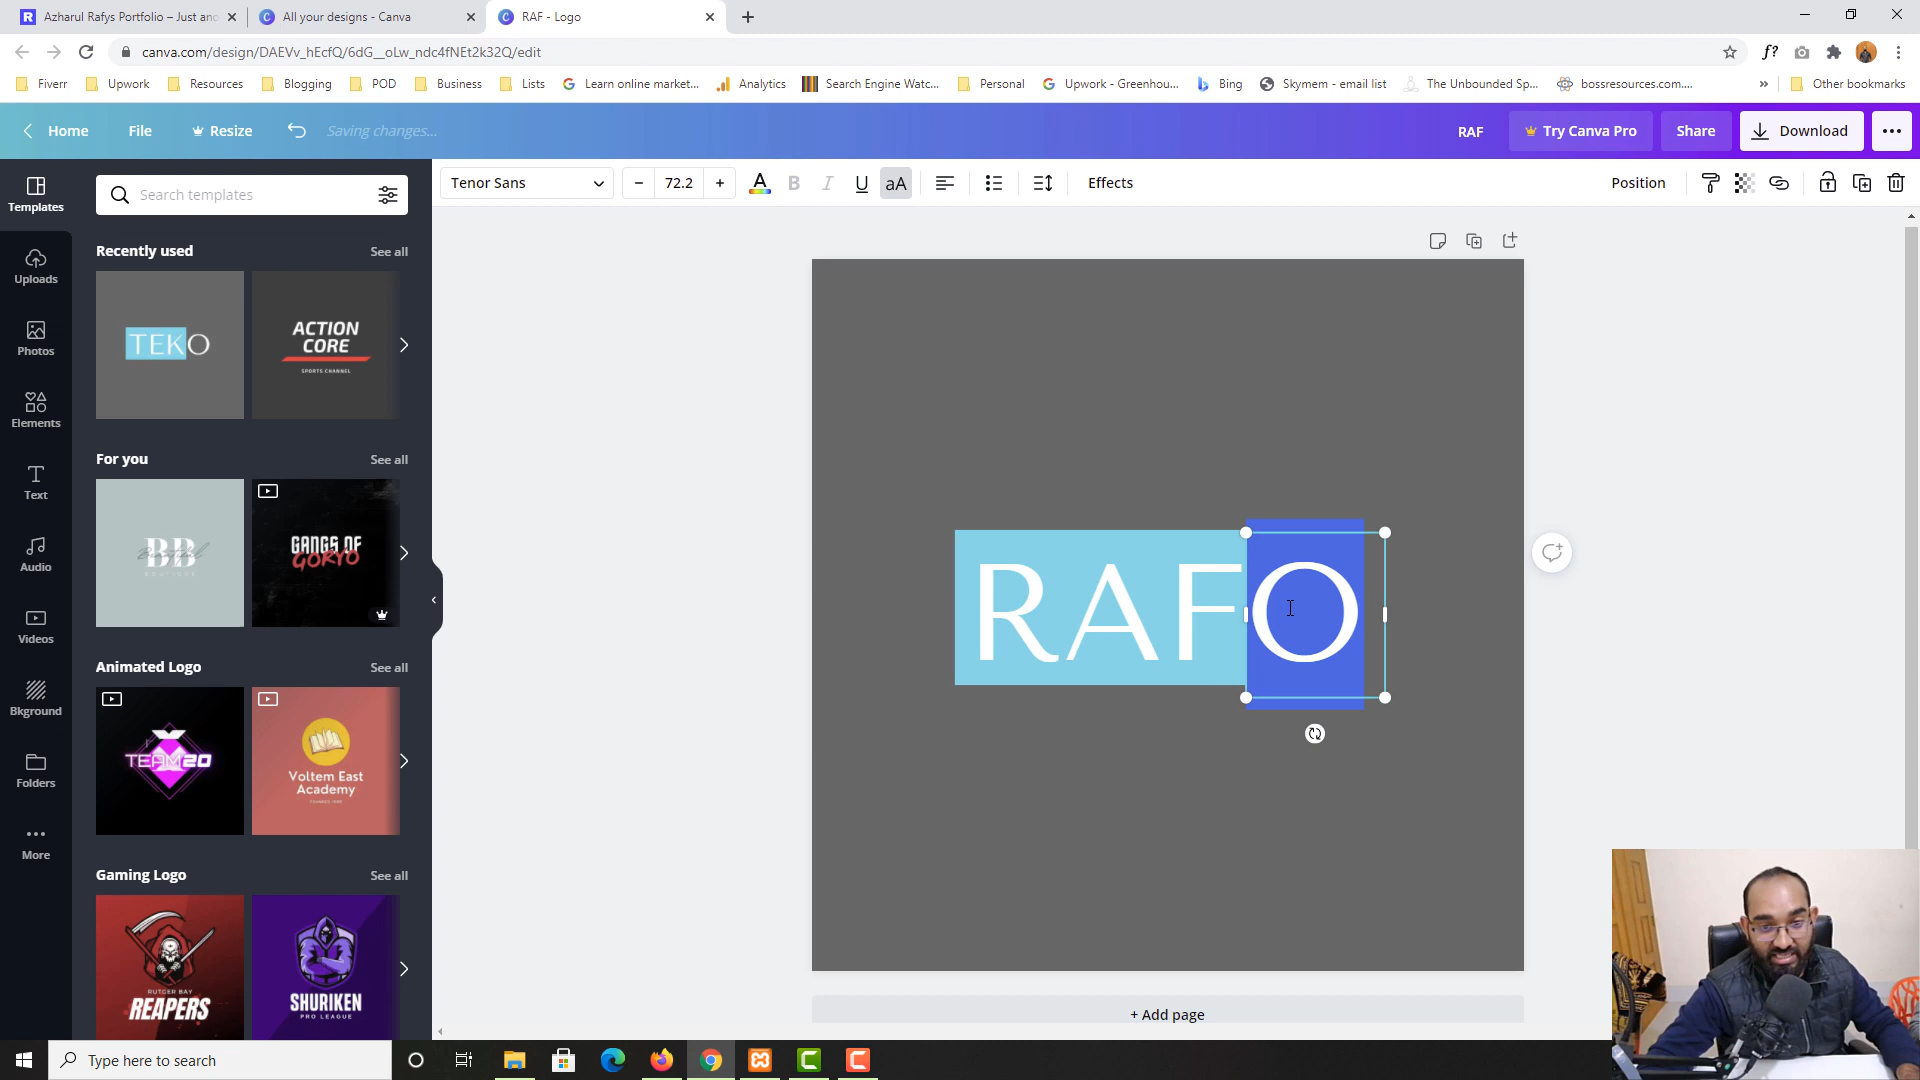 Azharul Rafys Portfolio – Just and
All your designs - Canva
RAF - Logo
canva.com/design/DAEVv_hEcfQ/6dG__oLw_ndc4fNEt2k32Q/edit
Fiverr
Upwork
Resources
Blogging
POD
Business
Lists
Learn online market...
Analytics
Search Engine Watc...
Personal
Upwork - Greenhou...
Bing
Skymem - email list
The Unbounded Sp...
bossresources.com....
Other bookmarks
Home
File
Resize
Saving changes...
RAF
Try Canva Pro
Share
Download
Templates
Search templates
Tenor Sans
72.2
A
B
I
U
aA
Effects
Position
Uploads
Photos
Elements
Text
Audio
Videos
Bkground
Folders
More
Recently used
See all
TEKO
ACTION
CORE
SPORTS CHANNEL
For you
See all
BB
Beautiful
BOUTIQUE
GANGS OF
GORYO
Animated Logo
See all
TEAM20
Voltem East
Academy
Gaming Logo
See all
RUTGER BAY
REAPERS
SHURIKEN
PRO LEAGUE
RAFO
+ Add page
Type here to search